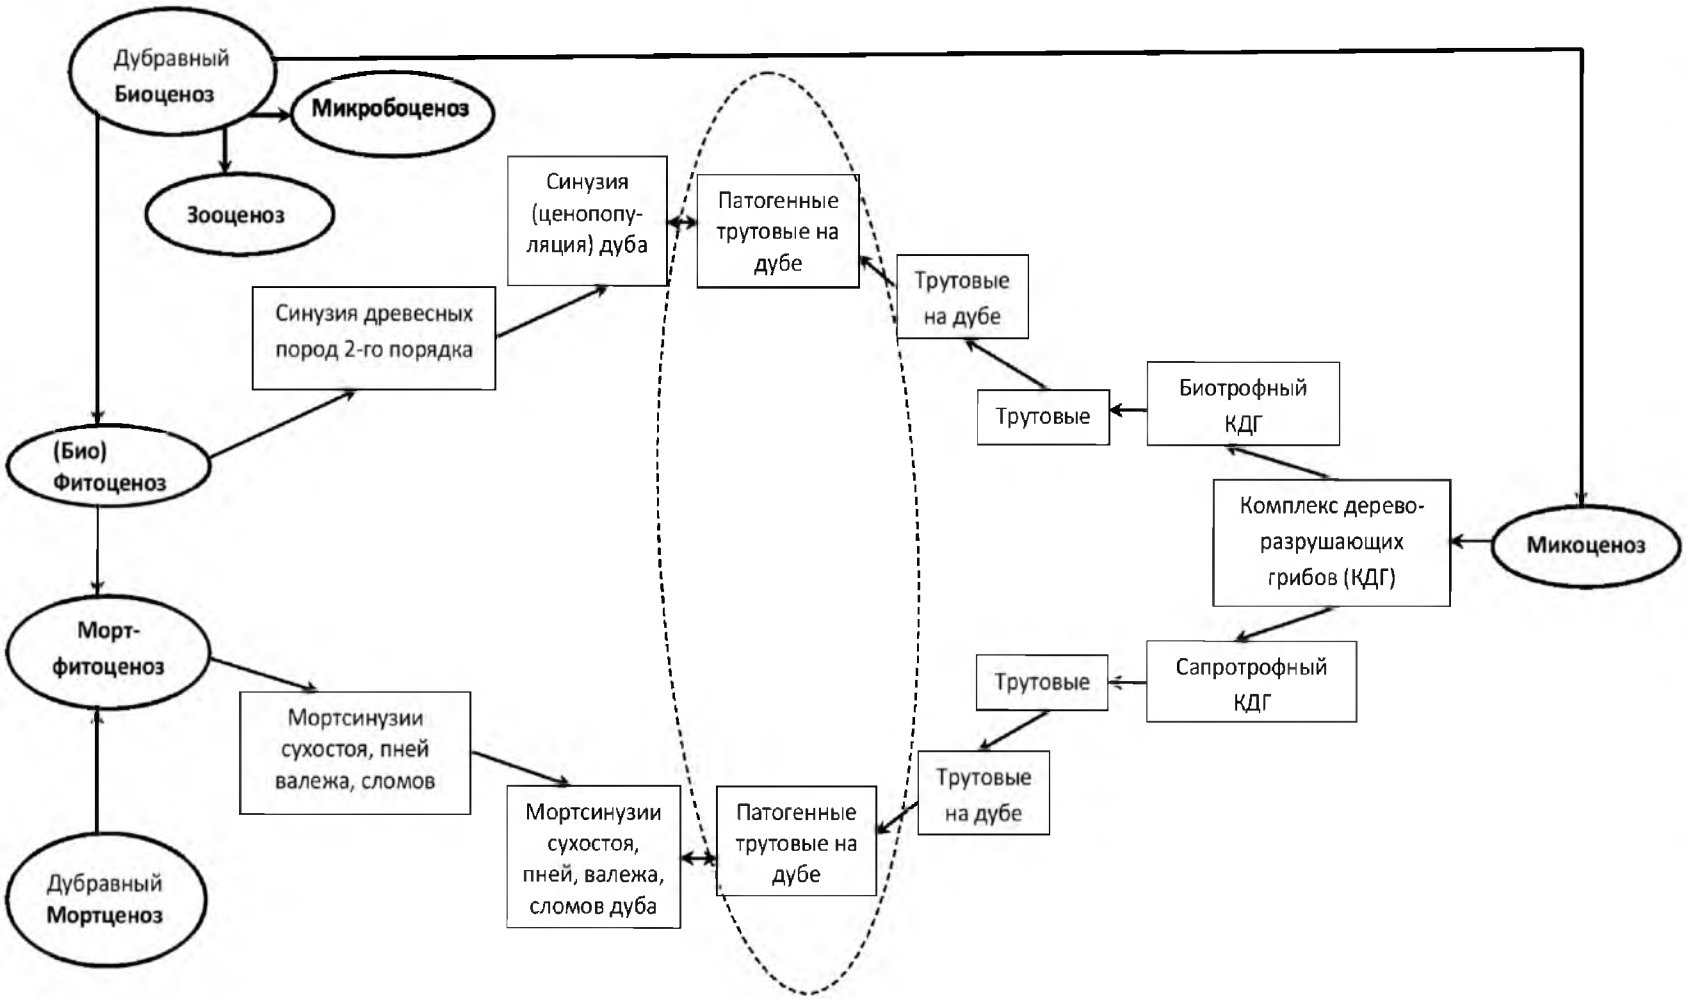 Дубравный
Биоценоз
Микробоценоз
Зооценоз
Синузия
(ценопопу-
ляция) дуба
Патогенные
трутовые на
дубе
Трутовые
на дубе
Синузия древесных
пород 2-го порядка
Биотрофный
КДГ
Трутовые
(Био)
Фитоценоз
Комплекс дерево-
разрушающих
грибов (КДГ)
Микоценоз
Морт-
фитоценоз
Сапротрофный
КДГ
Трутовые
Мортсинузии
сухостоя, пней
валежа, сломов
Трутовые
на дубе
Мортсинузии
сухостоя,
пней, валежа,
сломов дуба
Патогенные
трутовые на
дубе
Дубравный
Мортценоз